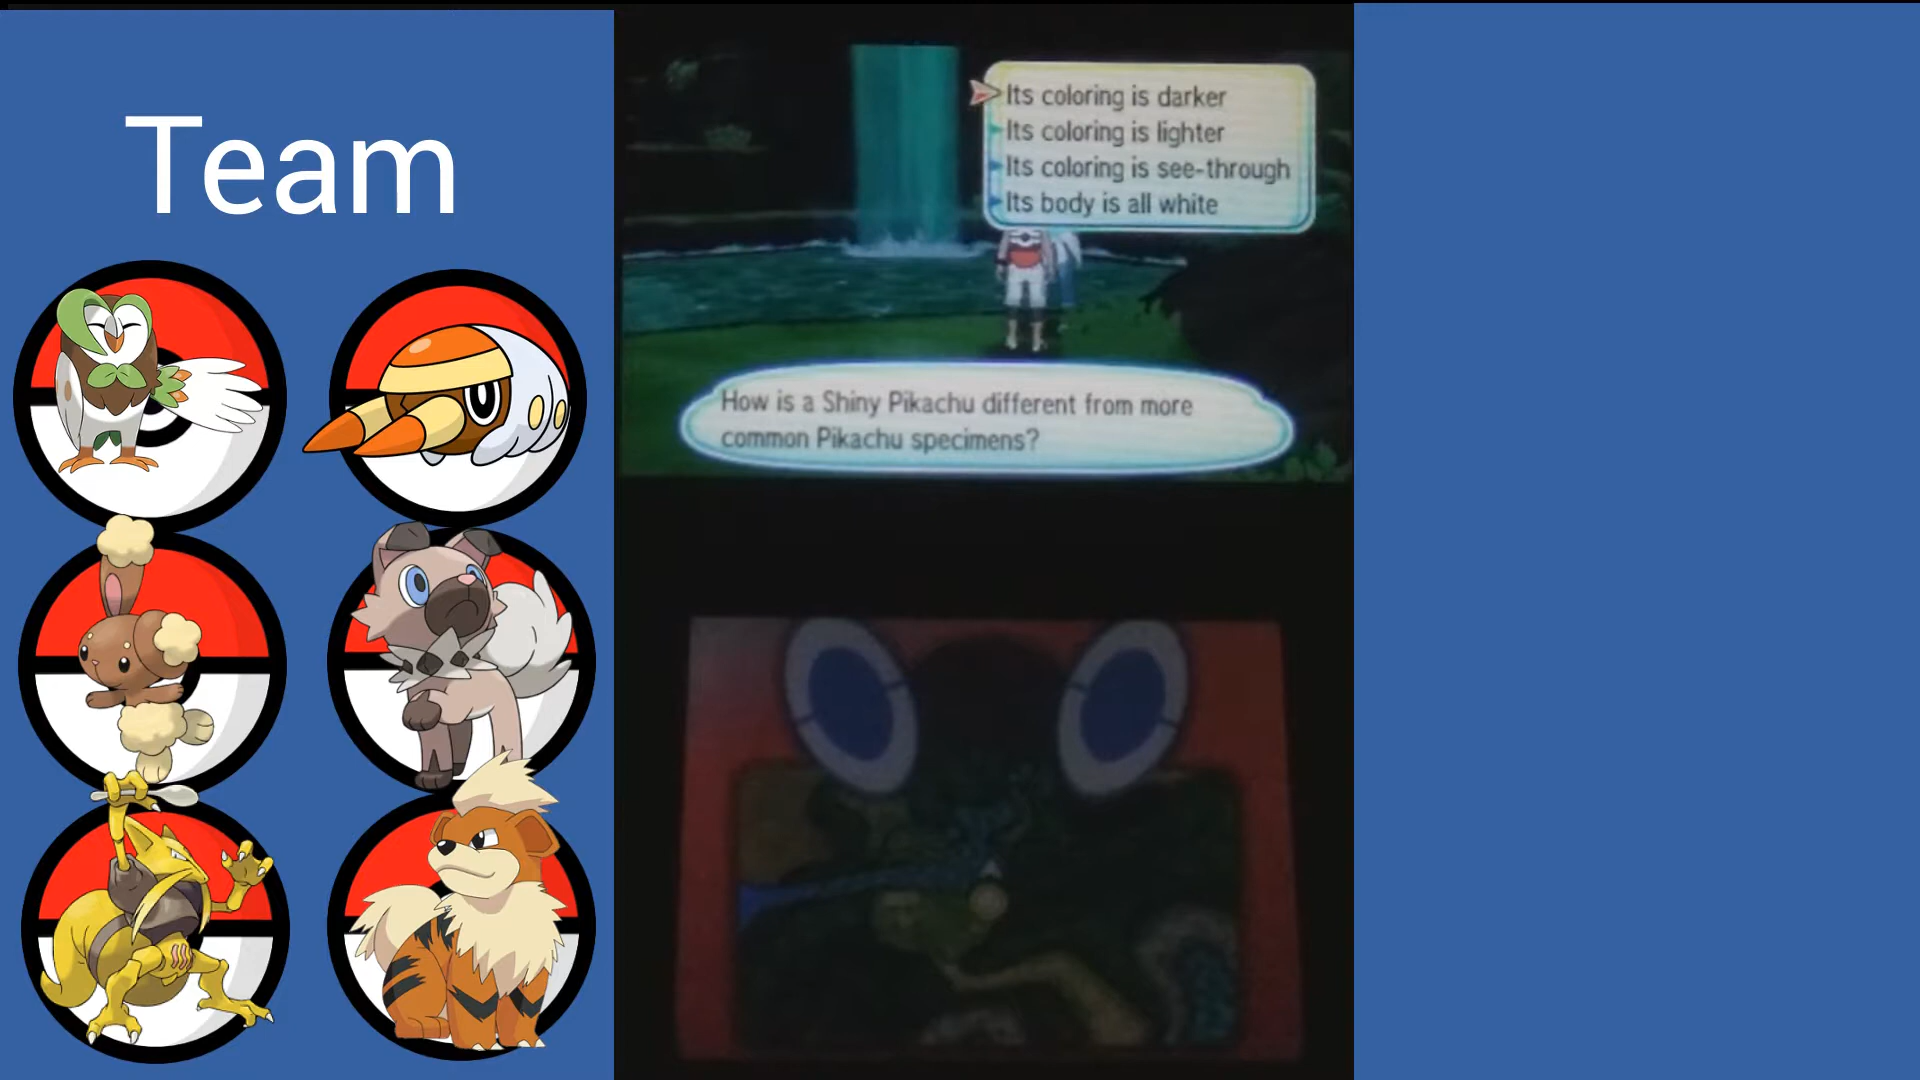 Team
Its coloring is darker
Its coloring is lighter
Its coloring is see-through
Its body is all white
How is a Shiny Pikachu different from more
common Pikachu specimens?